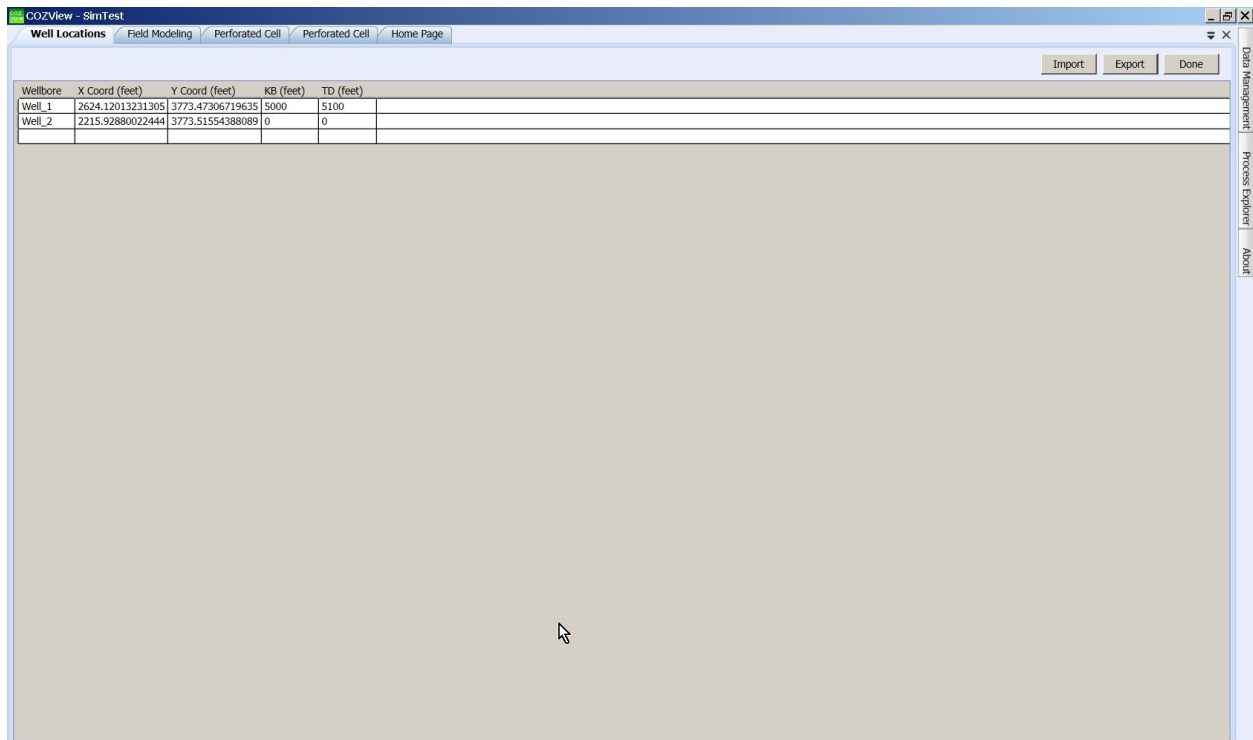 COZView - SimTest
Well Locations Field Modeling Perforated Cell Perforated Cell Home Page
Import Export Done
Wellbore X Coord (feet) Y Coord (feet) KB (feet) TD (feet)
Well_1 2624.12013231305 3773.47306719635 5000 5100
Well_2 2215.92880022444 3773.51554388089 0 0
Data Management
Process Explorer
About